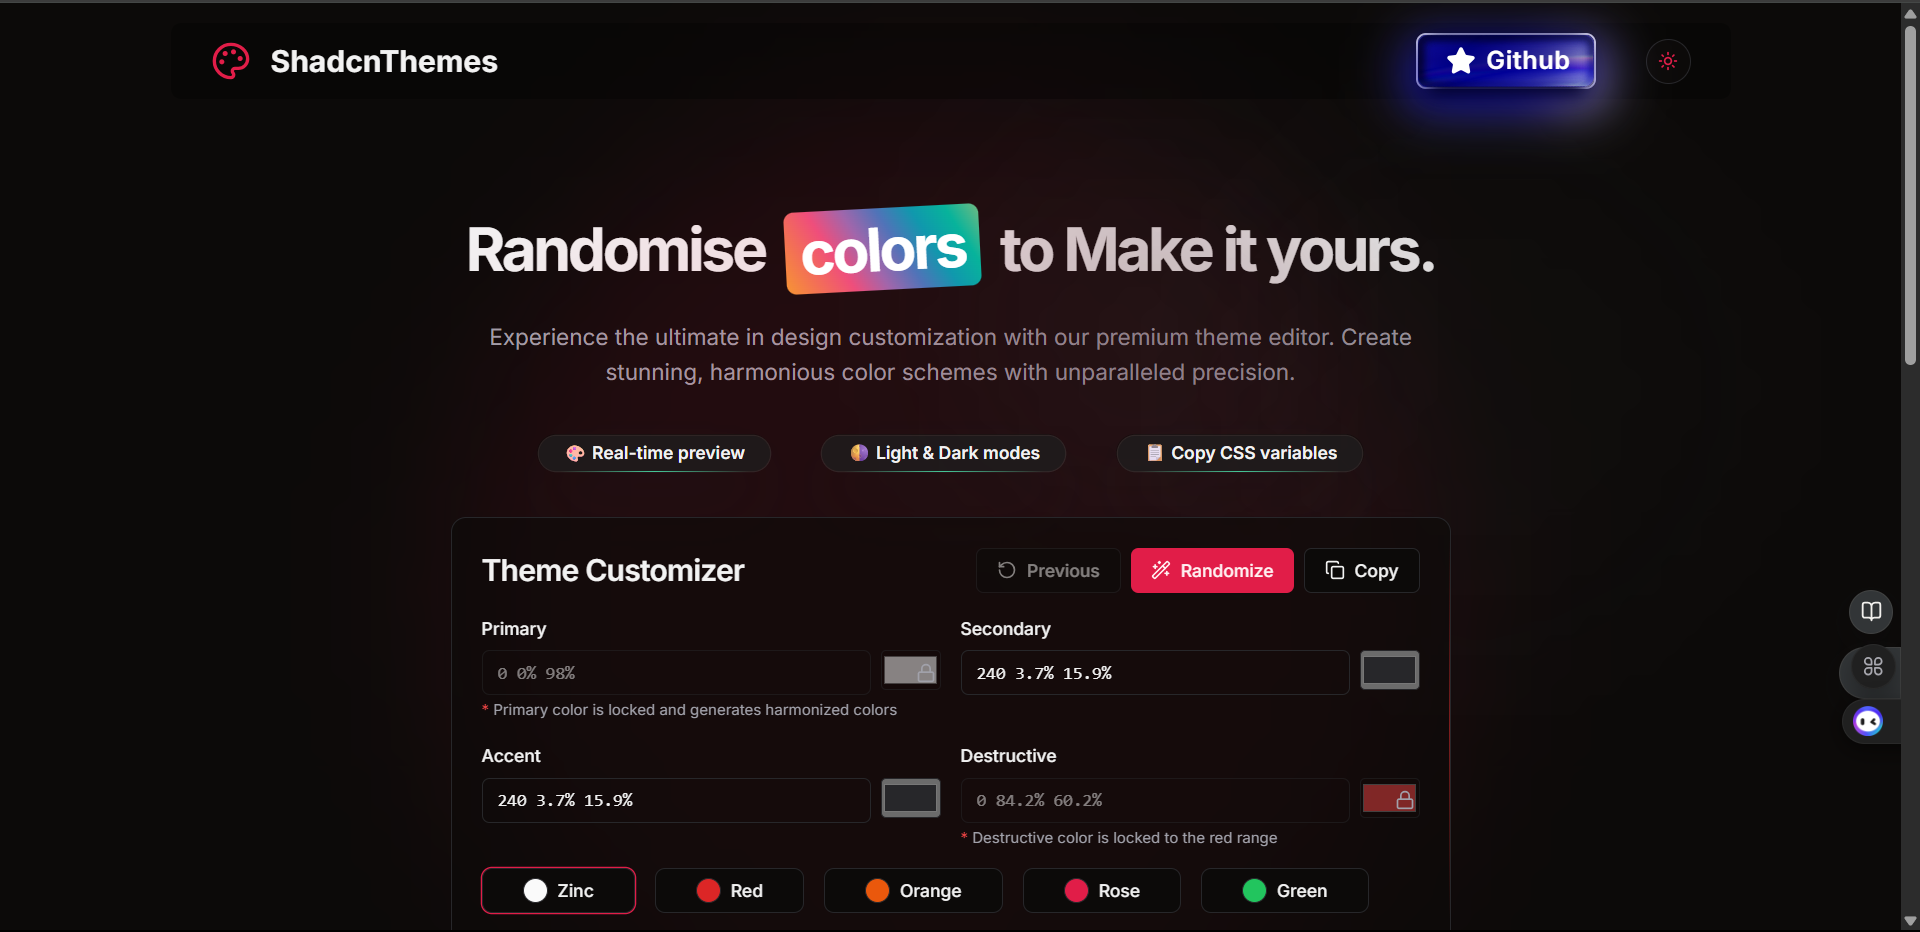 ShadcnThemes
Github
Randomise colors to Make it yours.
Experience the ultimate in design customization with our premium theme editor. Create
stunning, harmonious color schemes with unparalleled precision.
Real-time preview
Light & Dark modes
Copy CSS variables
Theme Customizer
Previous
Randomize
Copy
Primary
0 0% 98%
* Primary color is locked and generates harmonized colors
Secondary
240 3.7% 15.9%
Accent
240 3.7% 15.9%
Destructive
0 84.2% 60.2%
* Destructive color is locked to the red range
Zinc
Red
Orange
Rose
Green